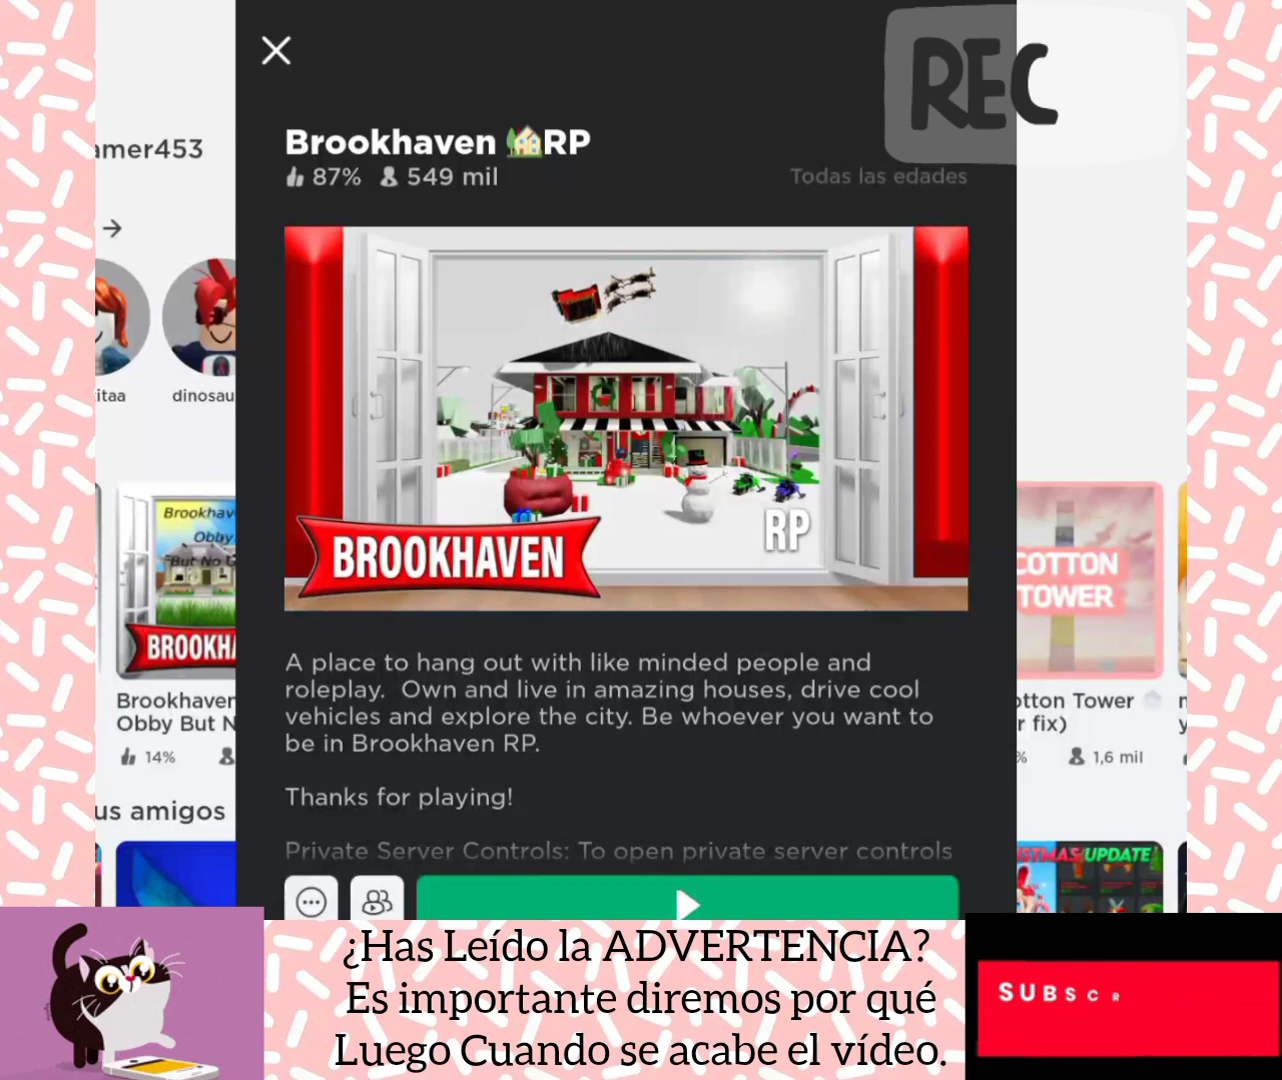 REC
Brookhaven RP
87% 549 mil
Todas las edades
amer453
itaa
dinosau
RP
BROOKHAVEN
Brookhav
Obby
But No
BROOKH
COTTON
TOWER
Brookhaven
Obby But N
14%
otton Tower
r fix)
%
1,6 mil
A place to hang out with like minded people and
roleplay. Own and live in amazing houses, drive cool
vehicles and explore the city. Be whoever you want to
be in Brookhaven RP.
Thanks for playing!
Private Server Controls: To open private server controls
us amigos
ISTMAS UPDATE
¿Has Leído la ADVERTENCIA?
Es importante diremos por qué
Luego Cuando se acabe el vídeo.
SUBSCR